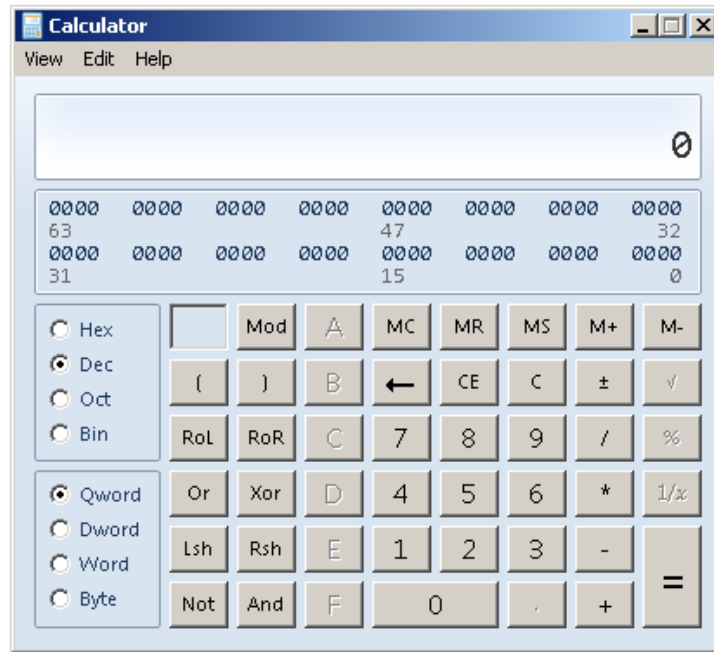 Calculator
View Edit Help
0
0000 0000 0000 0000 0000 0000 0000 0000
63 47 32
0000 0000 0000 0000 0000 0000 0000 0000
31 15 0
Hex Mod A MC MR MS M+ M-
Dec ( ) B ← CE C ± √
Oct
Bin RoL RoR C 7 8 9 / %
Qword Or Xor D 4 5 6 * 1/x
Dword Lsh Rsh E 1 2 3 - =
Word
Byte Not And F 0 , +